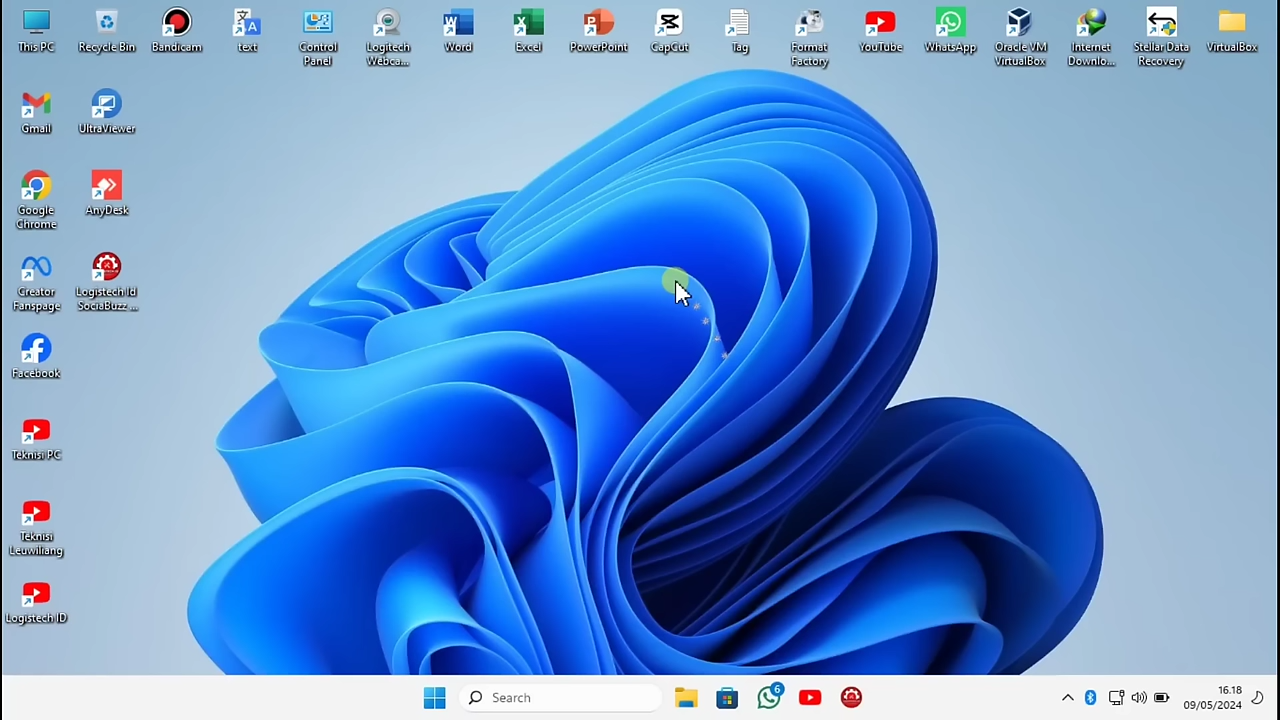 This PC
Recycle Bin
Bandicam
text
Control
Panel
Logitech
Webca...
Word
Excel
PowerPoint
CapCut
Tag
Format
Factory
YouTube
WhatsApp
Oracle VM
VirtualBox
Internet
Downlo...
Stellar Data
Recovery
VirtualBox
Gmail
UltraViewer
Google
Chrome
AnyDesk
Creator
Fanspage
Logistech Id
SociaBuzz ...
Facebook
Teknisi PC
Teknisi
Leuwiliang
Logistech ID
Search
6
16.18
09/05/2024